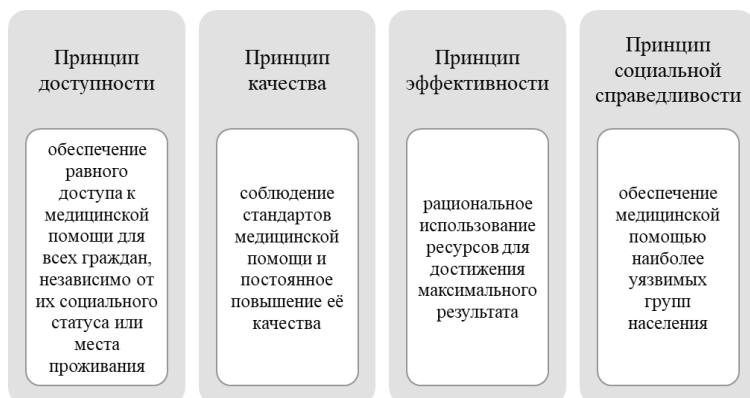 Принцип
доступности
обеспечение
равного
доступа к
медицинской
помощи для
всех граждан,
независимо от
их социального
статуса или
места
проживания
Принцип
качества
соблюдение
стандартов
медицинской
помощи и
постоянное
повышение её
качества
Принцип
эффективности
рациональное
использование
ресурсов для
достижения
максимального
результата
Принцип
социальной
справедливости
обеспечение
медицинской
помощью
наиболее
уязвимых
групп
населения